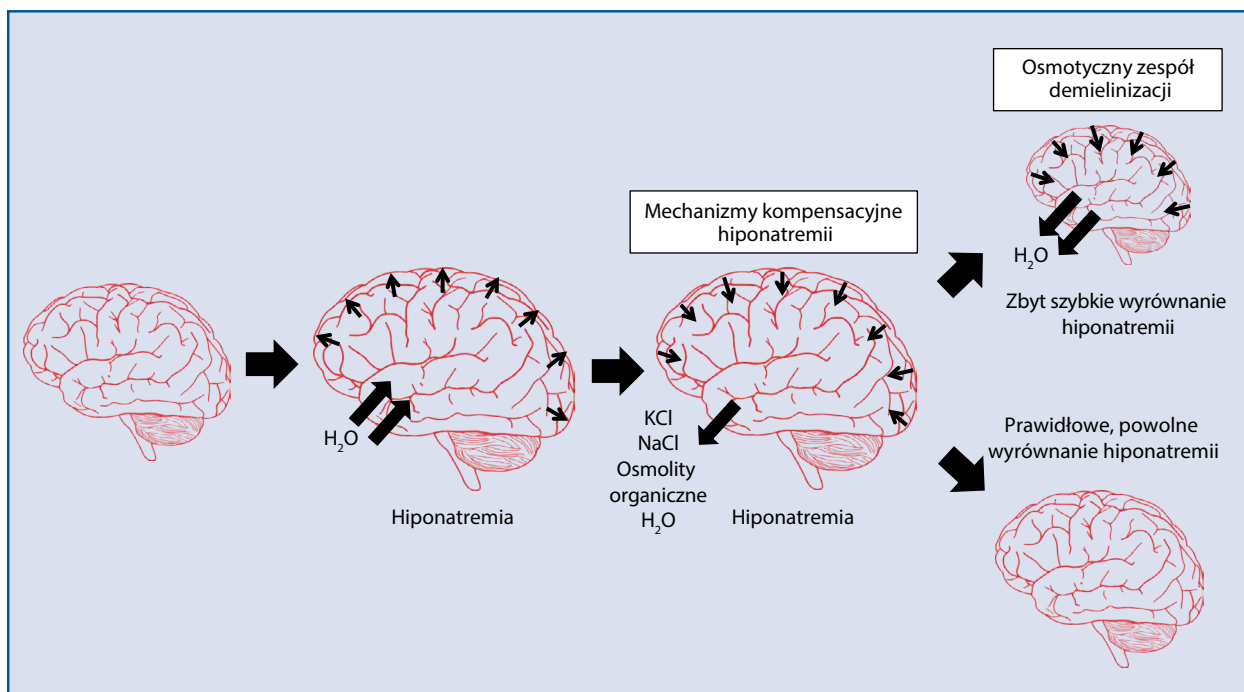 H₂O
Hiponatremia
Mechanizmy kompensacyjne
hiponatremii
KCl
NaCl
Osmolity
organiczne
H₂O
Hiponatremia
Osmotyczny zespół
demielinizacji
H₂O
Zbyt szybkie wyrównanie
hiponatremii
Prawidłowe, powolne
wyrównanie hiponatremii